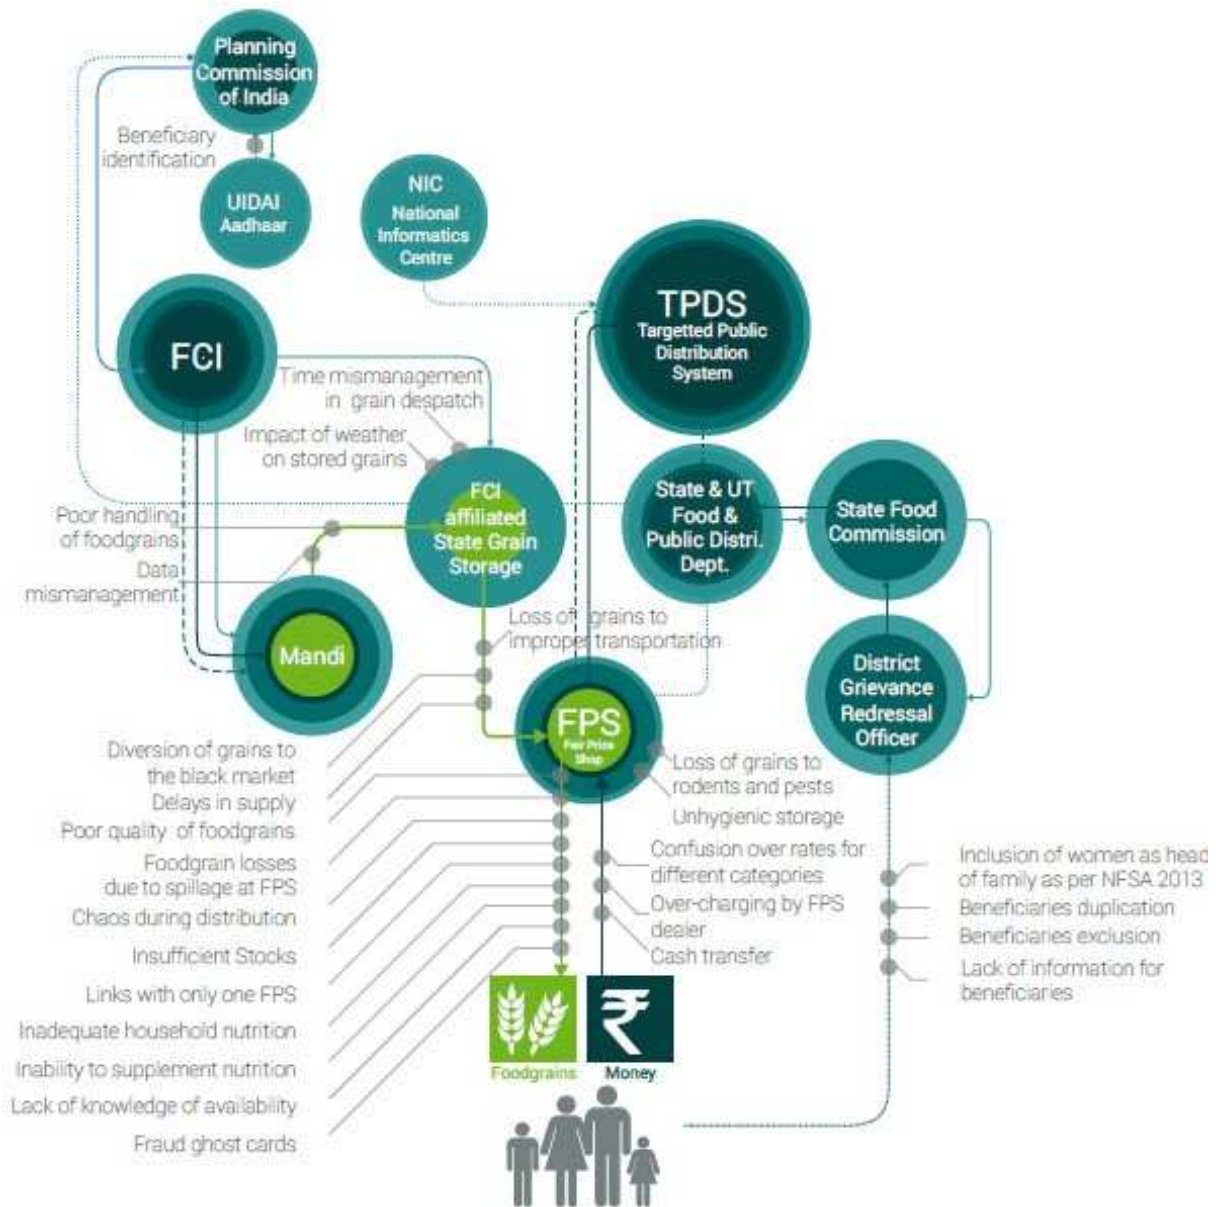 Planning
Commission
of India
Beneficiary
identification
UIDAI
Aadhaar
NIC
National
Informatics
Centre
TPDS
Targetted Public
Distribution
System
FCI
Time mismanagement
in grain despatch
Impact of weather
on stored grains
FCI
affiliated
State Grain
Storage
State & UT
Food &
Public Distri.
Dept.
State Food
Commission
Poor handling
of foodgrains
Data
mismanagement
Mandi
Loss of grains to
improper transportation
District
Grievance
Redressal
Officer
FPS
Fair Price
Shop
Diversion of grains to
the black market
Delays in supply
Poor quality of foodgrains
Foodgrain losses
due to spillage at FPS
Chaos during distribution
Insufficient Stocks
Links with only one FPS
Inadequate household nutrition
Inability to supplement nutrition
Lack of knowledge of availability
Fraud ghost cards
Loss of grains to
rodents and pests
Unhygienic storage
Confusion over rates for
different categories
Over-charging by FPS
dealer
Cash transfer
Inclusion of women as head
of family as per NFSA 2013
Beneficiaries duplication
Beneficiaries exclusion
Lack of information for
beneficiaries
₹
Foodgrains
Money